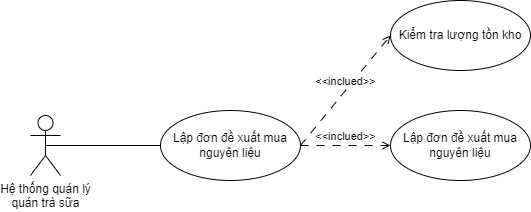 Kiểm tra lượng tồn kho
<<inclued>>
Lập đơn đề xuất mua
nguyên liệu
<<inclued>>
Lập đơn đề xuất mua
nguyên liệu
Hệ thống quán lý
quán trà sữa